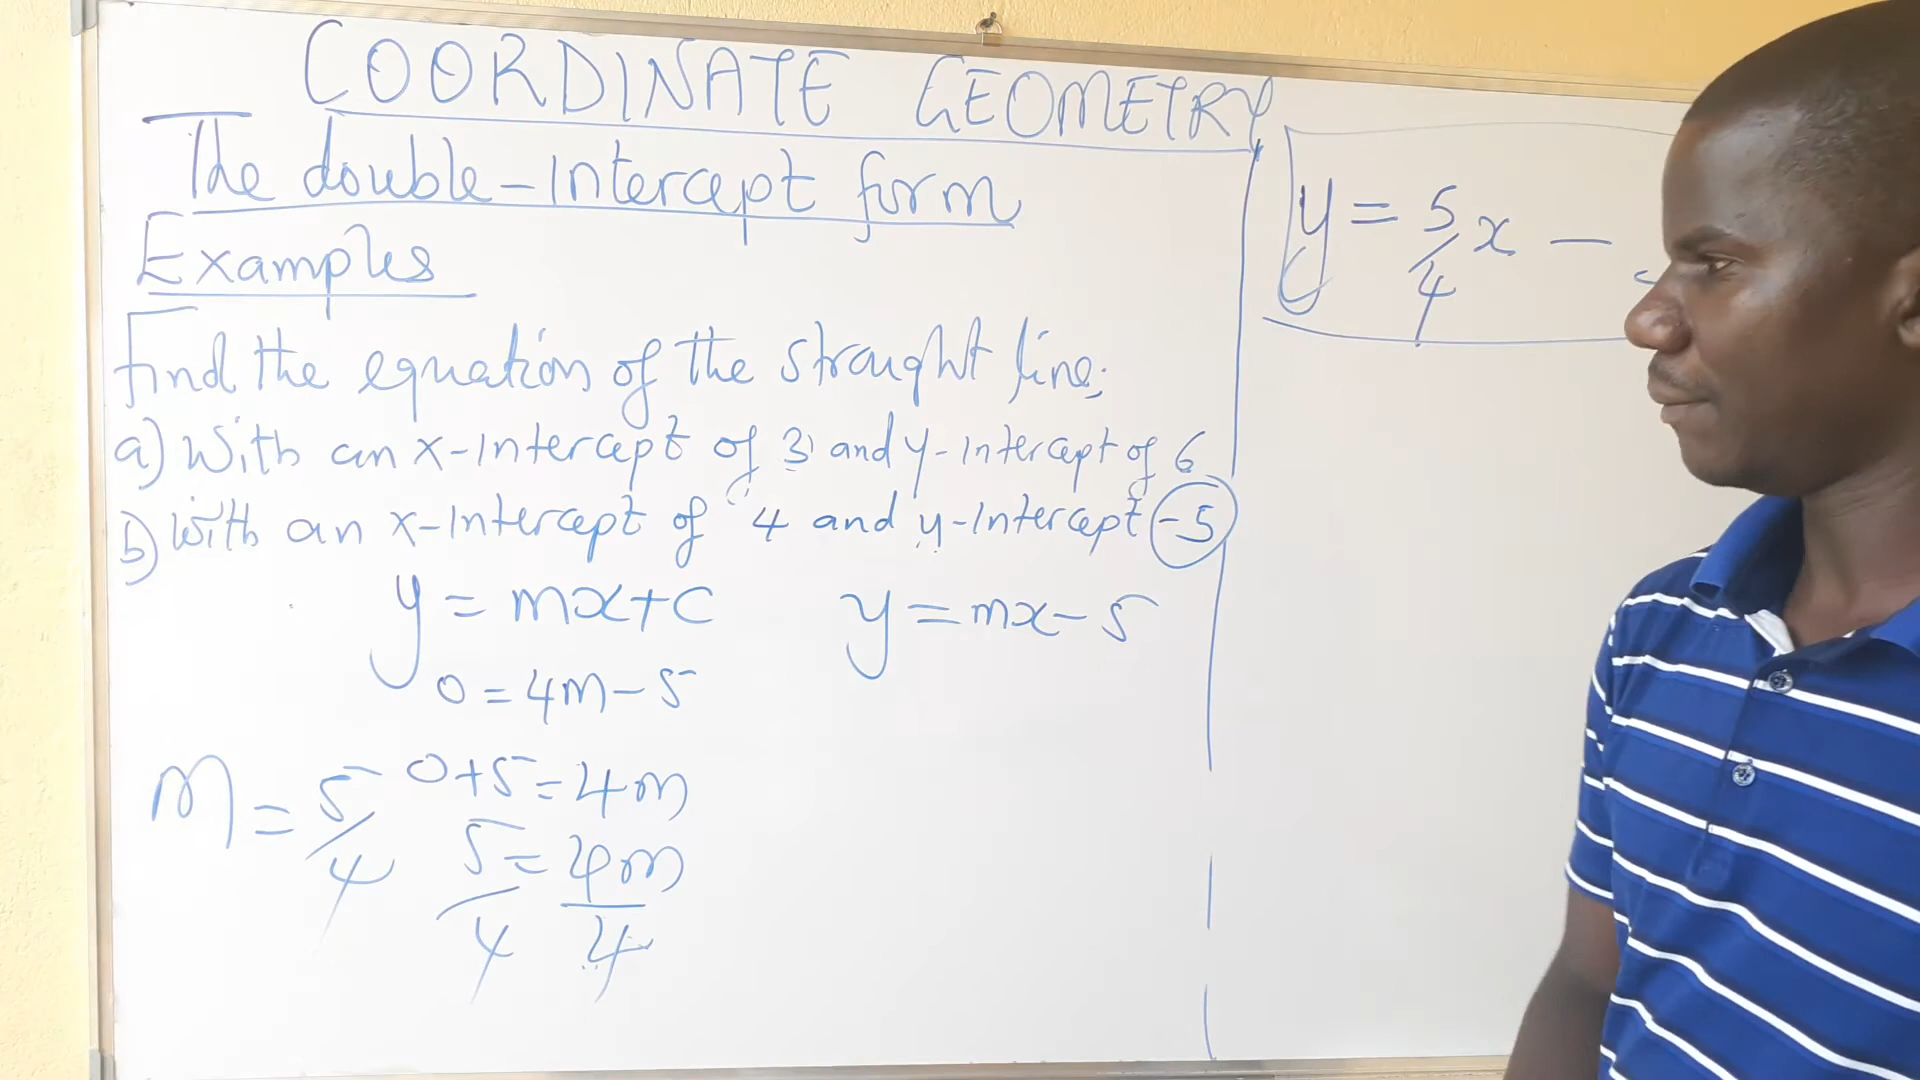 COORDINATE GEOMETRY
The double-intercept form
Examples
Find the equation of the straight line:
a) With an x-intercept of 3 and y-intercept of 6
b) With an x-intercept of 4 and y-intercept -5
y = mx+c
0 = 4m-5
0+5=4m
5/4 = 4m/4
m = 5/4
y = mx-5
y = 5/4 x -